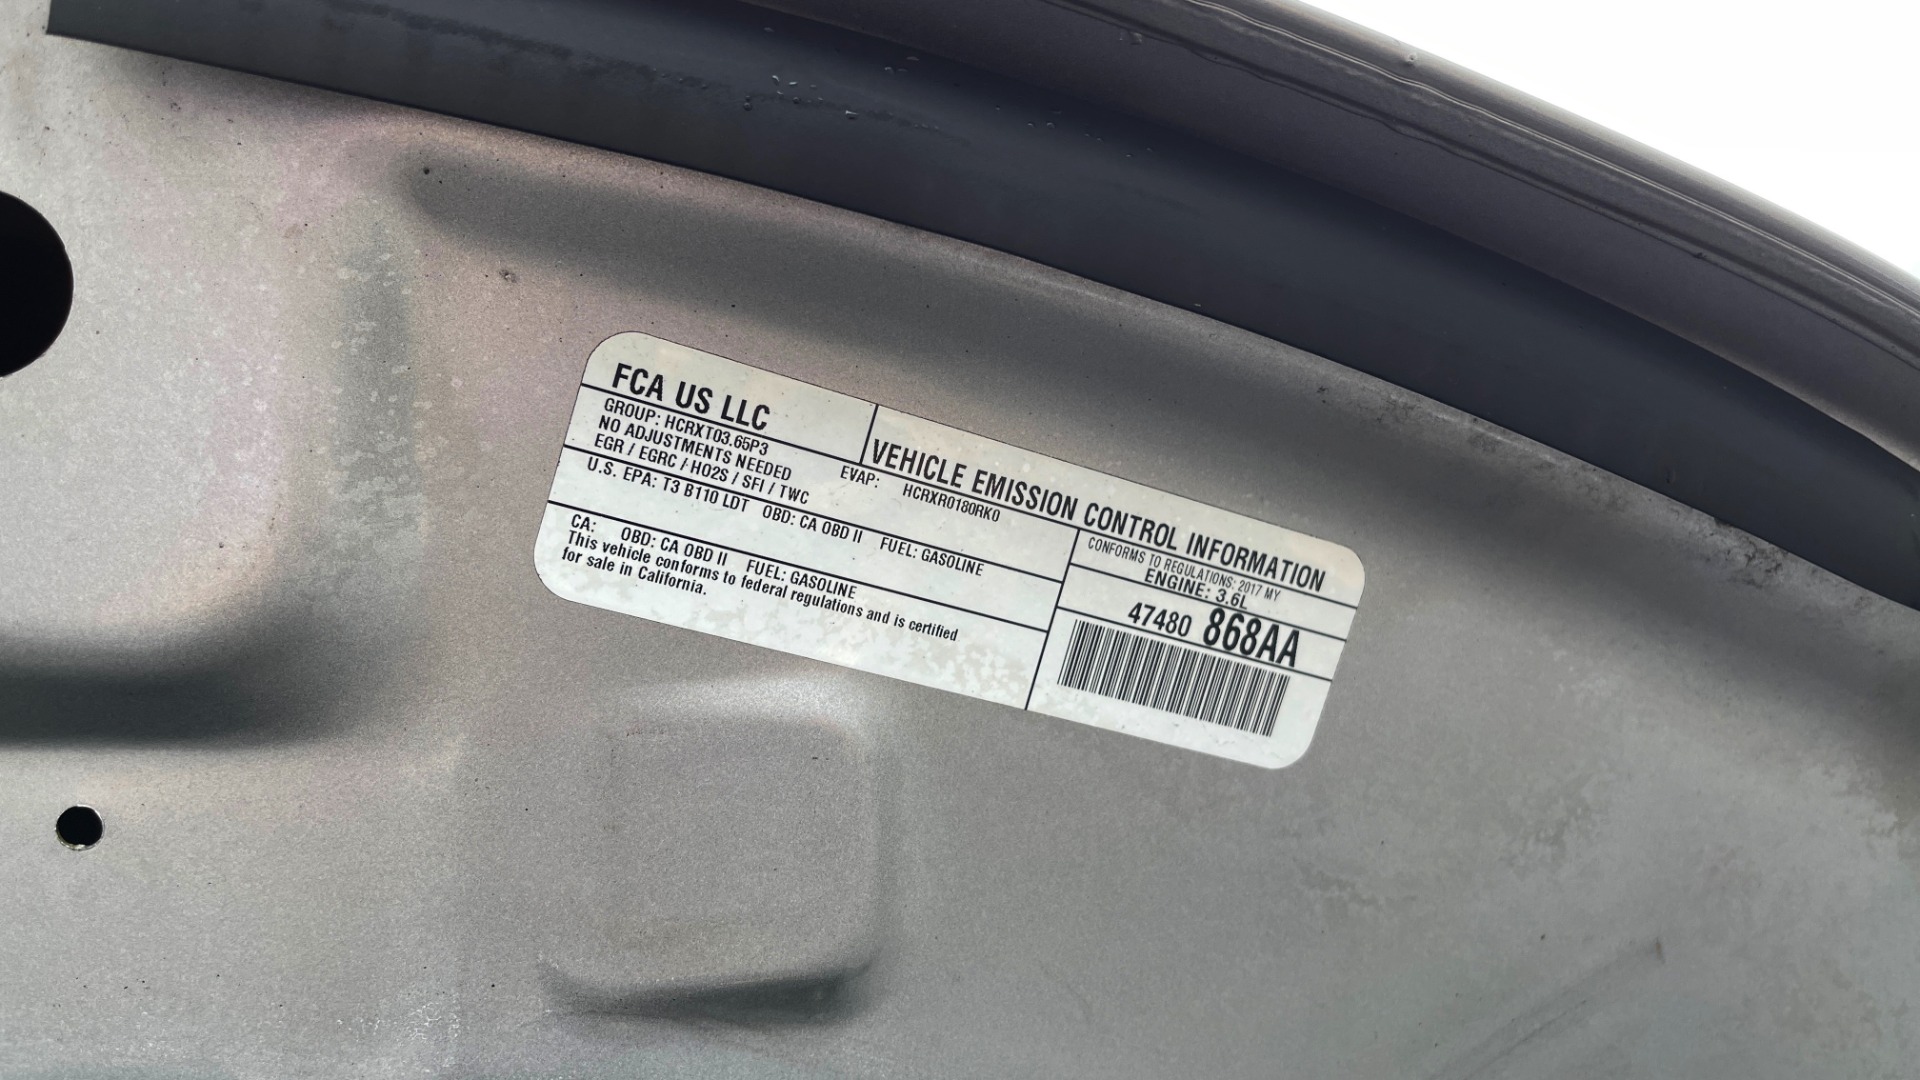 FCA US LLC
VEHICLE EMISSION CONTROL INFORMATION
GROUP: HCRXT03.65P3
EVAP: HCRXR0180RK0
NO ADJUSTMENTS NEEDED
EGR / EGRC / HO2S / SFI / TWC
U.S. EPA: T3 B110 LDT OBD: CA OBD II FUEL: GASOLINE
CA: OBD: CA OBD II FUEL: GASOLINE
This vehicle conforms to federal regulations and is certified
for sale in California.
CONFORMS TO REGULATIONS: 2017 MY
ENGINE: 3.6L
47480 868AA